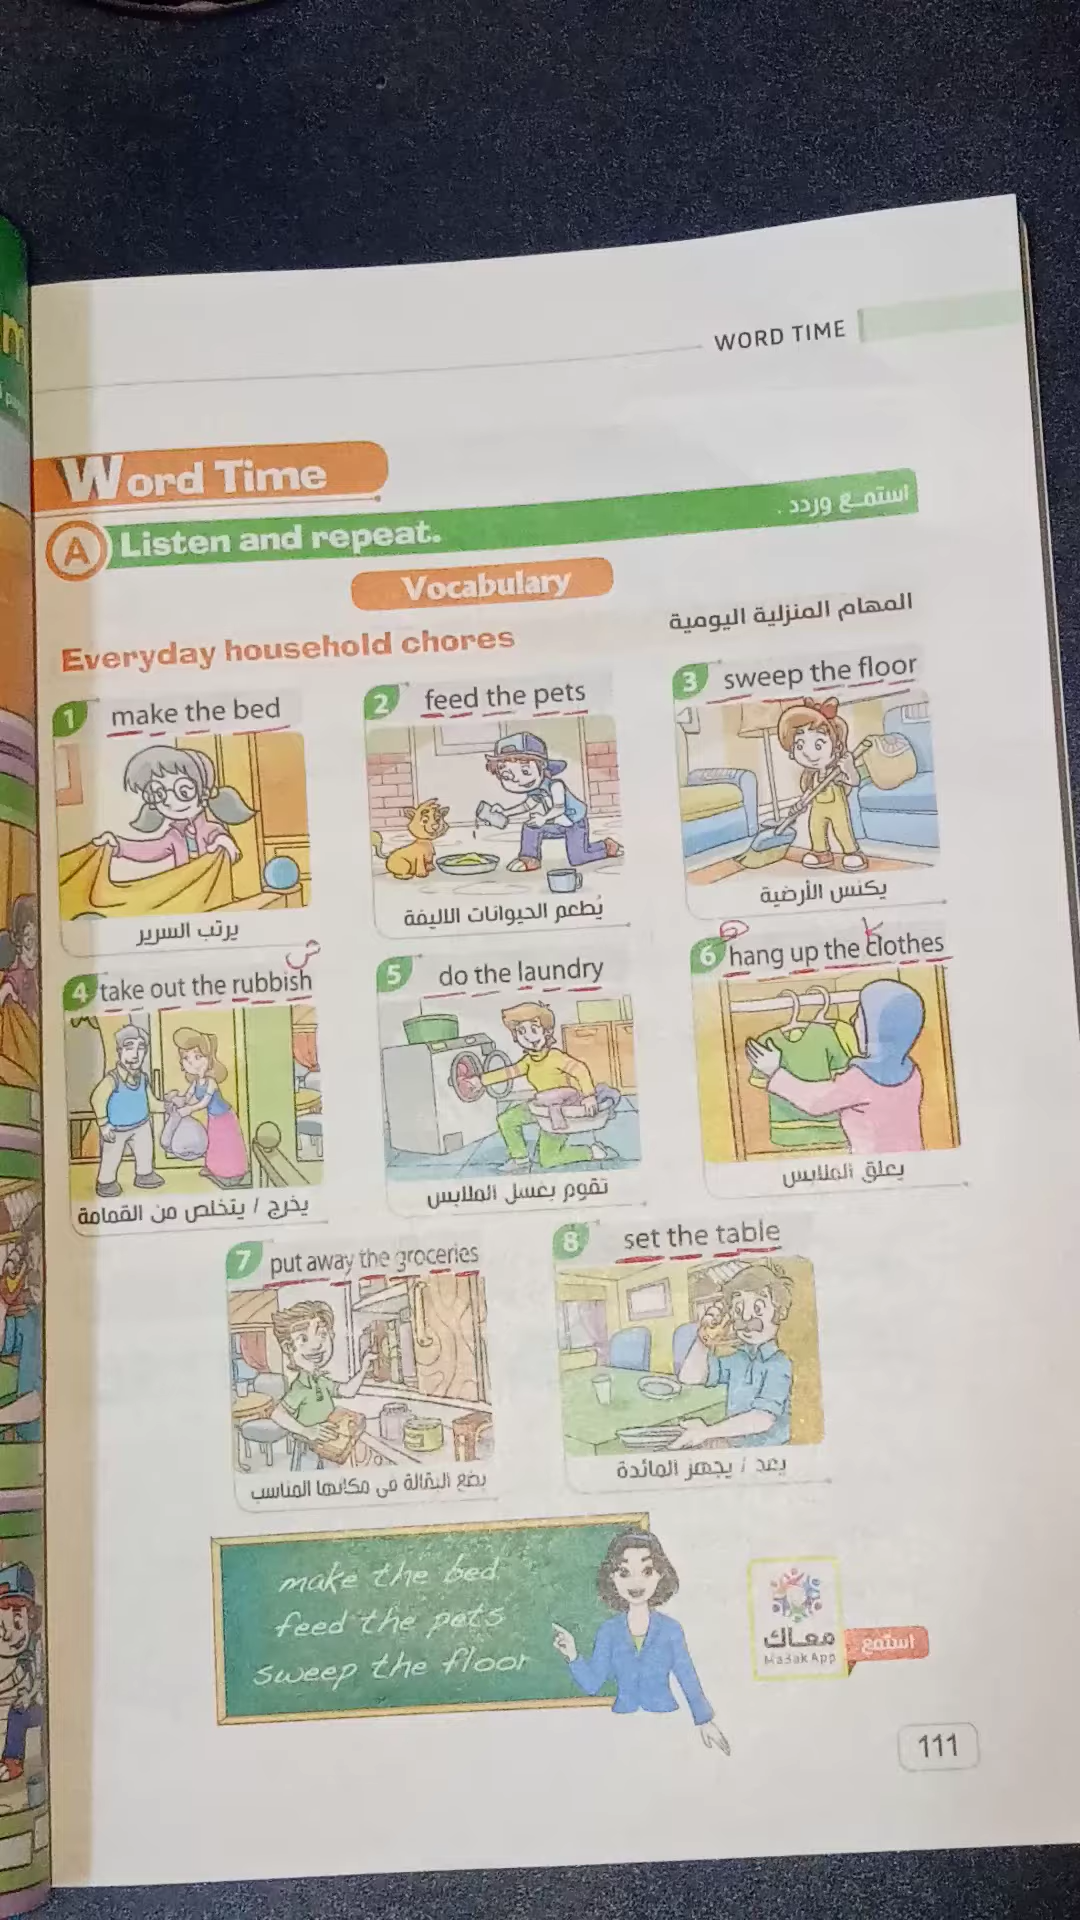 WORD TIME
Word Time
A Listen and repeat.
استمع وردد .
Vocabulary
Everyday household chores
المهام المنزلية اليومية
1 make the bed
يرتب السرير
2 feed the pets
يُطعم الحيوانات الاليفة
3 sweep the floor
يكنس الأرضية
4 take out the rubbish
ش
يخرج / يتخلص من القمامة
5 do the laundry
تقوم بغسل الملابس
6 hang up the clothes
k
يعلق الملابس
7 put away the groceries
يضع البقالة في مكانها المناسب
8 set the table
يعد / يجهز المائدة
make the bed
feed the pets
sweep the floor
معاك
Ma3ak App
استمع
111